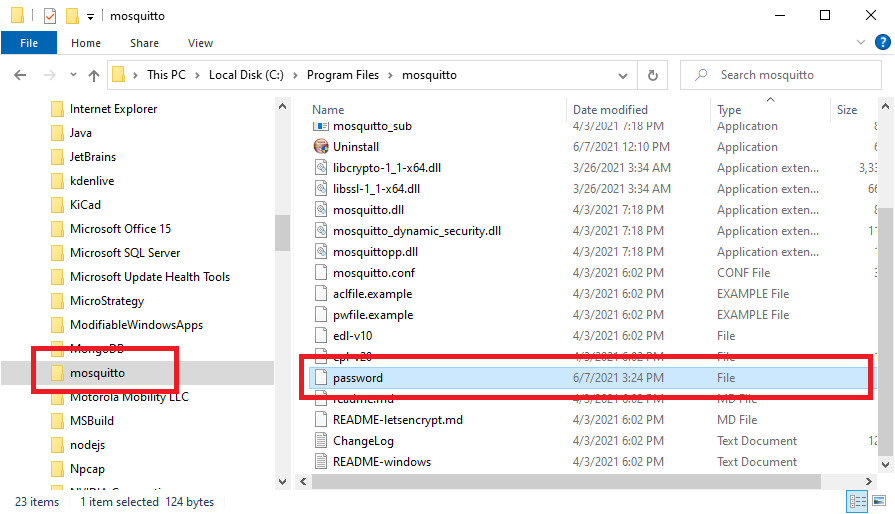 mosquitto
File Home Share View
This PC Local Disk (C:) Program Files mosquitto Search mosquitto
Internet Explorer
Java
JetBrains
kdenlive
KiCad
Microsoft Office 15
Microsoft SQL Server
Microsoft Update Health Tools
MicroStrategy
ModifiableWindowsApps
MongoDB
mosquitto
Motorola Mobility LLC
MSBuild
nodejs
Npcap
Name Date modified Type Size
mosquitto_sub 4/3/2021 7:18 PM Application
Uninstall 6/7/2021 12:10 PM Application
libcrypto-1_1-x64.dll 3/26/2021 3:34 AM Application exten... 3,33
libssl-1_1-x64.dll 3/26/2021 3:34 AM Application exten... 66
mosquitto.dll 4/3/2021 7:18 PM Application exten...
mosquitto_dynamic_security.dll 4/3/2021 7:18 PM Application exten... 11
mosquittopp.dll 4/3/2021 7:18 PM Application exten...
mosquitto.conf 4/3/2021 6:02 PM CONF File
aclfile.example 4/3/2021 6:02 PM EXAMPLE File
pwfile.example 4/3/2021 6:02 PM EXAMPLE File
edl-v10 4/3/2021 6:02 PM File
epl-v20 4/3/2021 6:02 PM File
password 6/7/2021 3:24 PM File
readme.md 4/3/2021 6:02 PM MD File
README-letsencrypt.md 4/3/2021 6:02 PM MD File
ChangeLog 4/3/2021 6:02 PM Text Document 12
README-windows 4/3/2021 6:02 PM Text Document
23 items 1 item selected 124 bytes